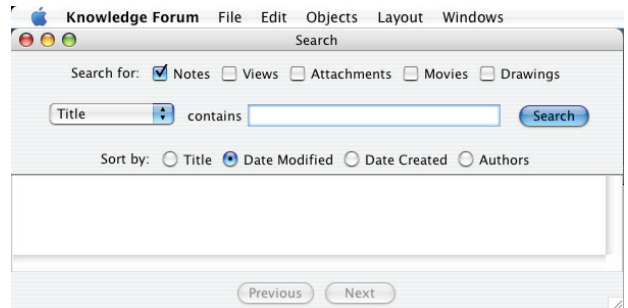 Knowledge Forum File Edit Objects Layout Windows
Search
Search for: Notes Views Attachments Movies Drawings
Title contains Search
Sort by: Title Date Modified Date Created Authors
Previous Next